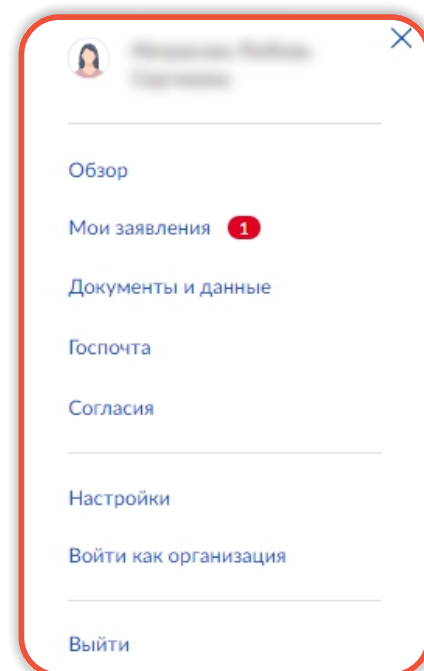 Обзор
Мои заявления 1
Документы и данные
Госпочта
Согласия
Настройки
Войти как организация
Выйти